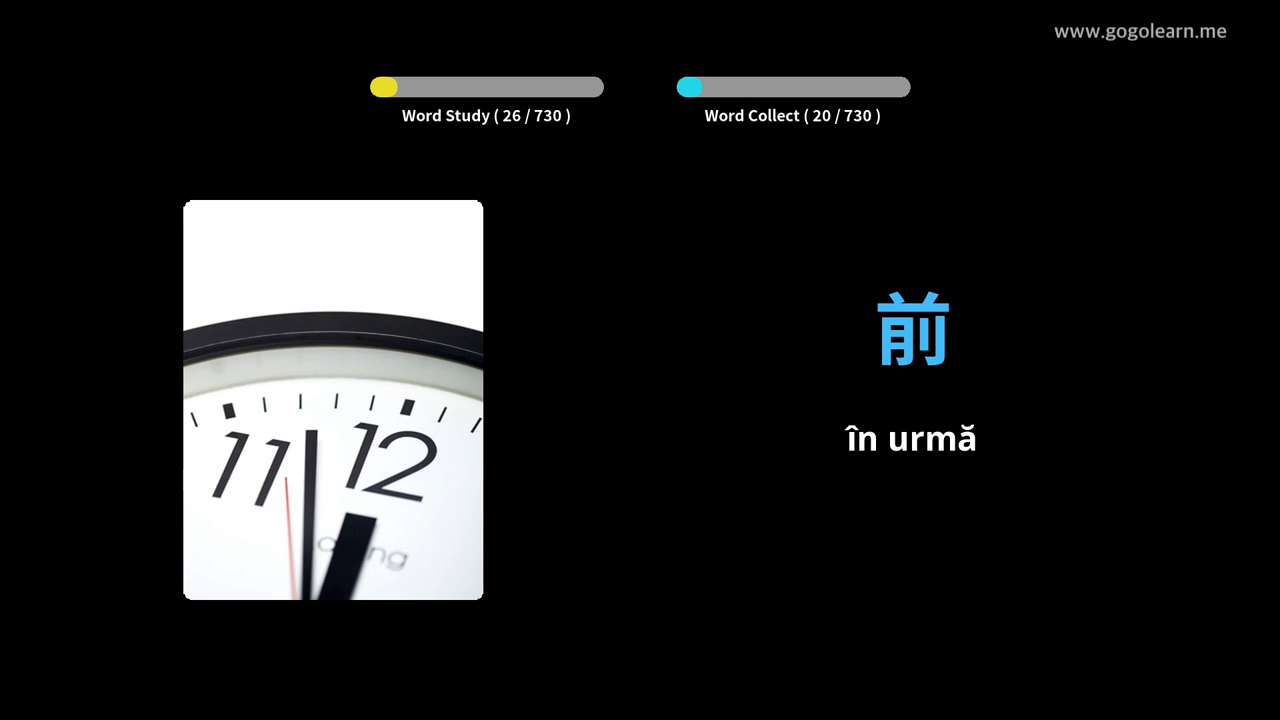 www.gogolearn.me
Word Study ( 26 / 730 )
Word Collect ( 20 / 730 )
前
în urmă
11
12